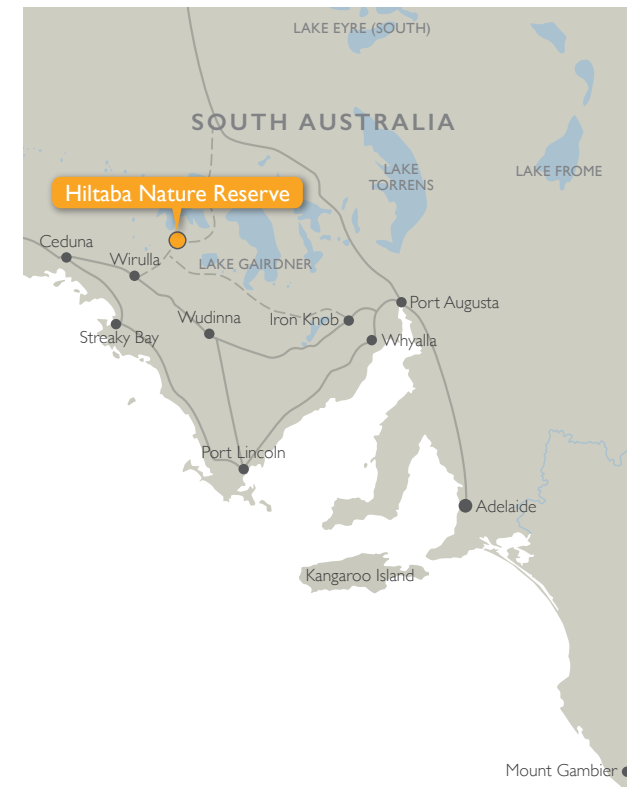 LAKE EYRE (SOUTH)
SOUTH AUSTRALIA
LAKE
TORRENS
LAKE FROME
Hiltaba Nature Reserve
Ceduna
Wirulla
LAKE GAIRDNER
Port Augusta
Wudinna
Iron Knob
Streaky Bay
Whyalla
Port Lincoln
Adelaide
Kangaroo Island
Mount Gambier